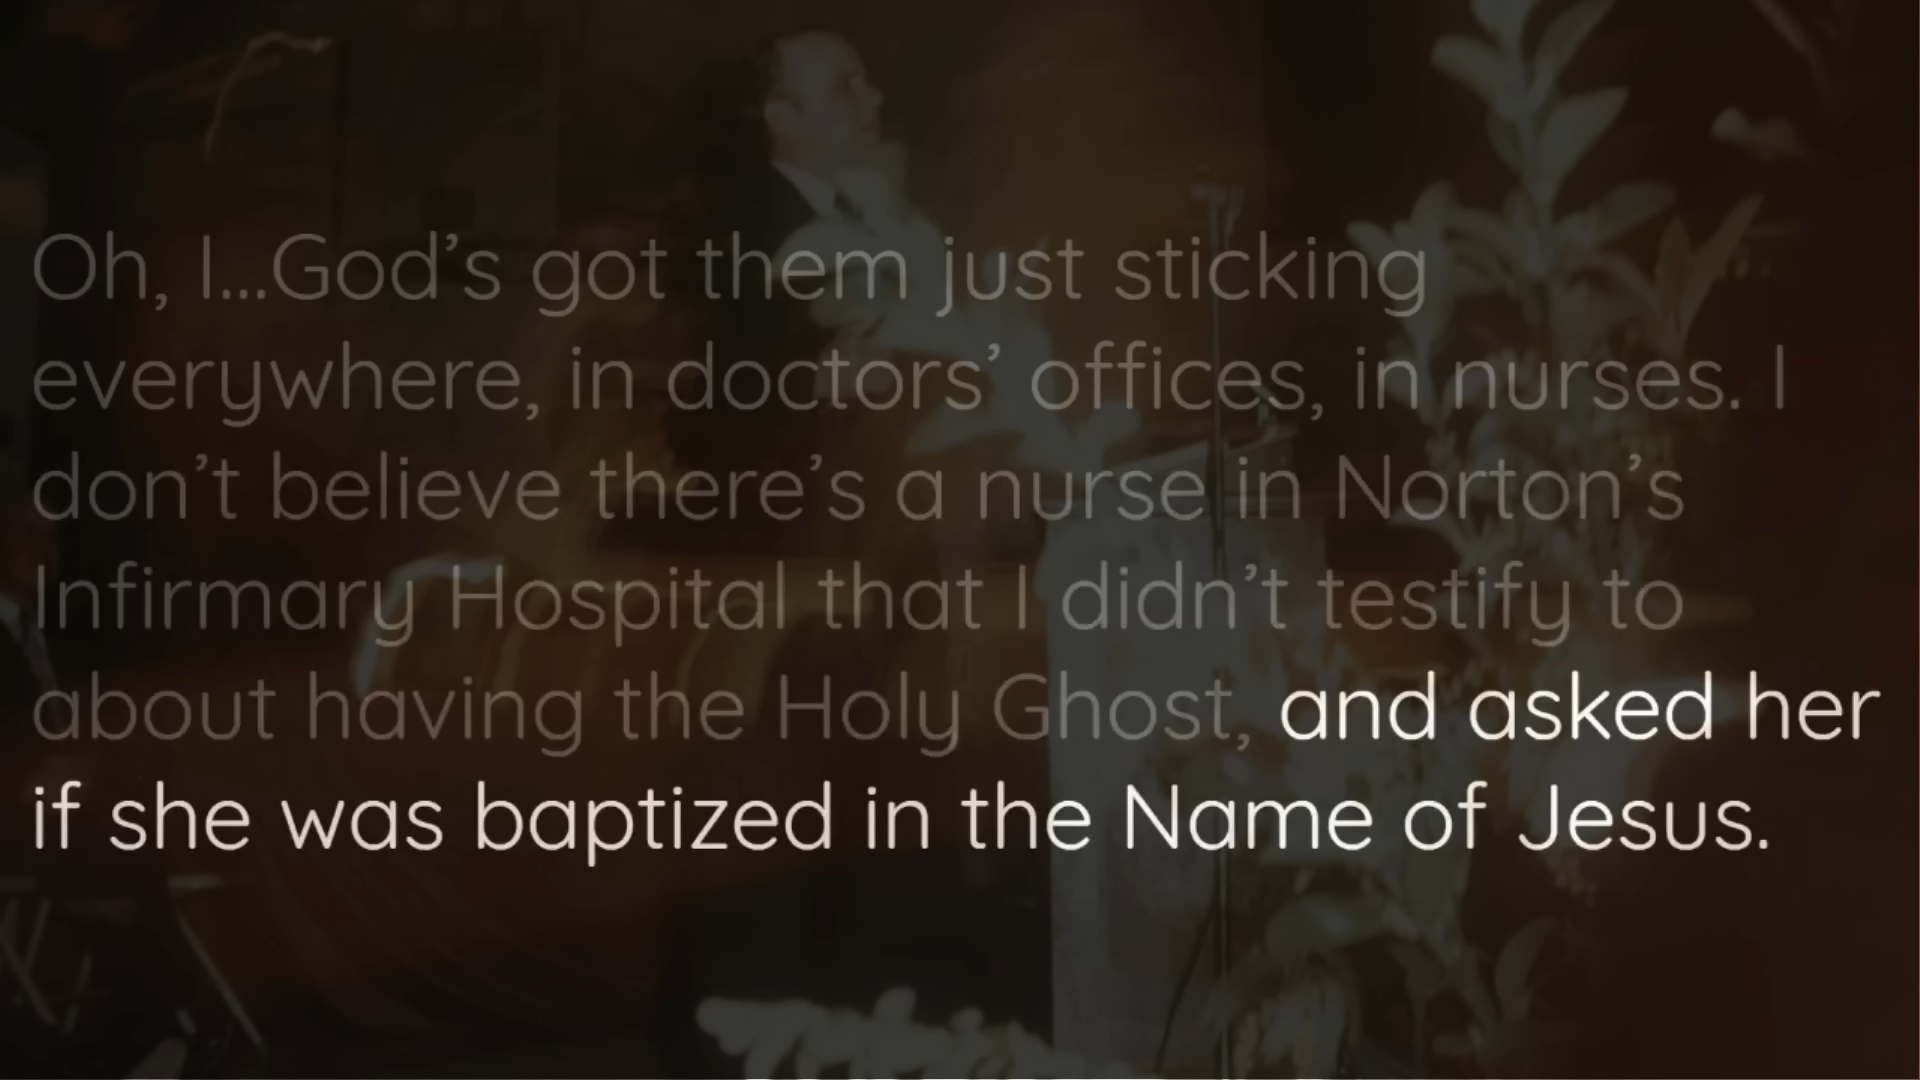 Oh, I...God’s got them just sticking
everywhere, in doctors’ offices, in nurses. I
don’t believe there’s a nurse in Norton’s
Infirmary Hospital that I didn’t testify to
about having the Holy Ghost, and asked her
if she was baptized in the Name of Jesus.